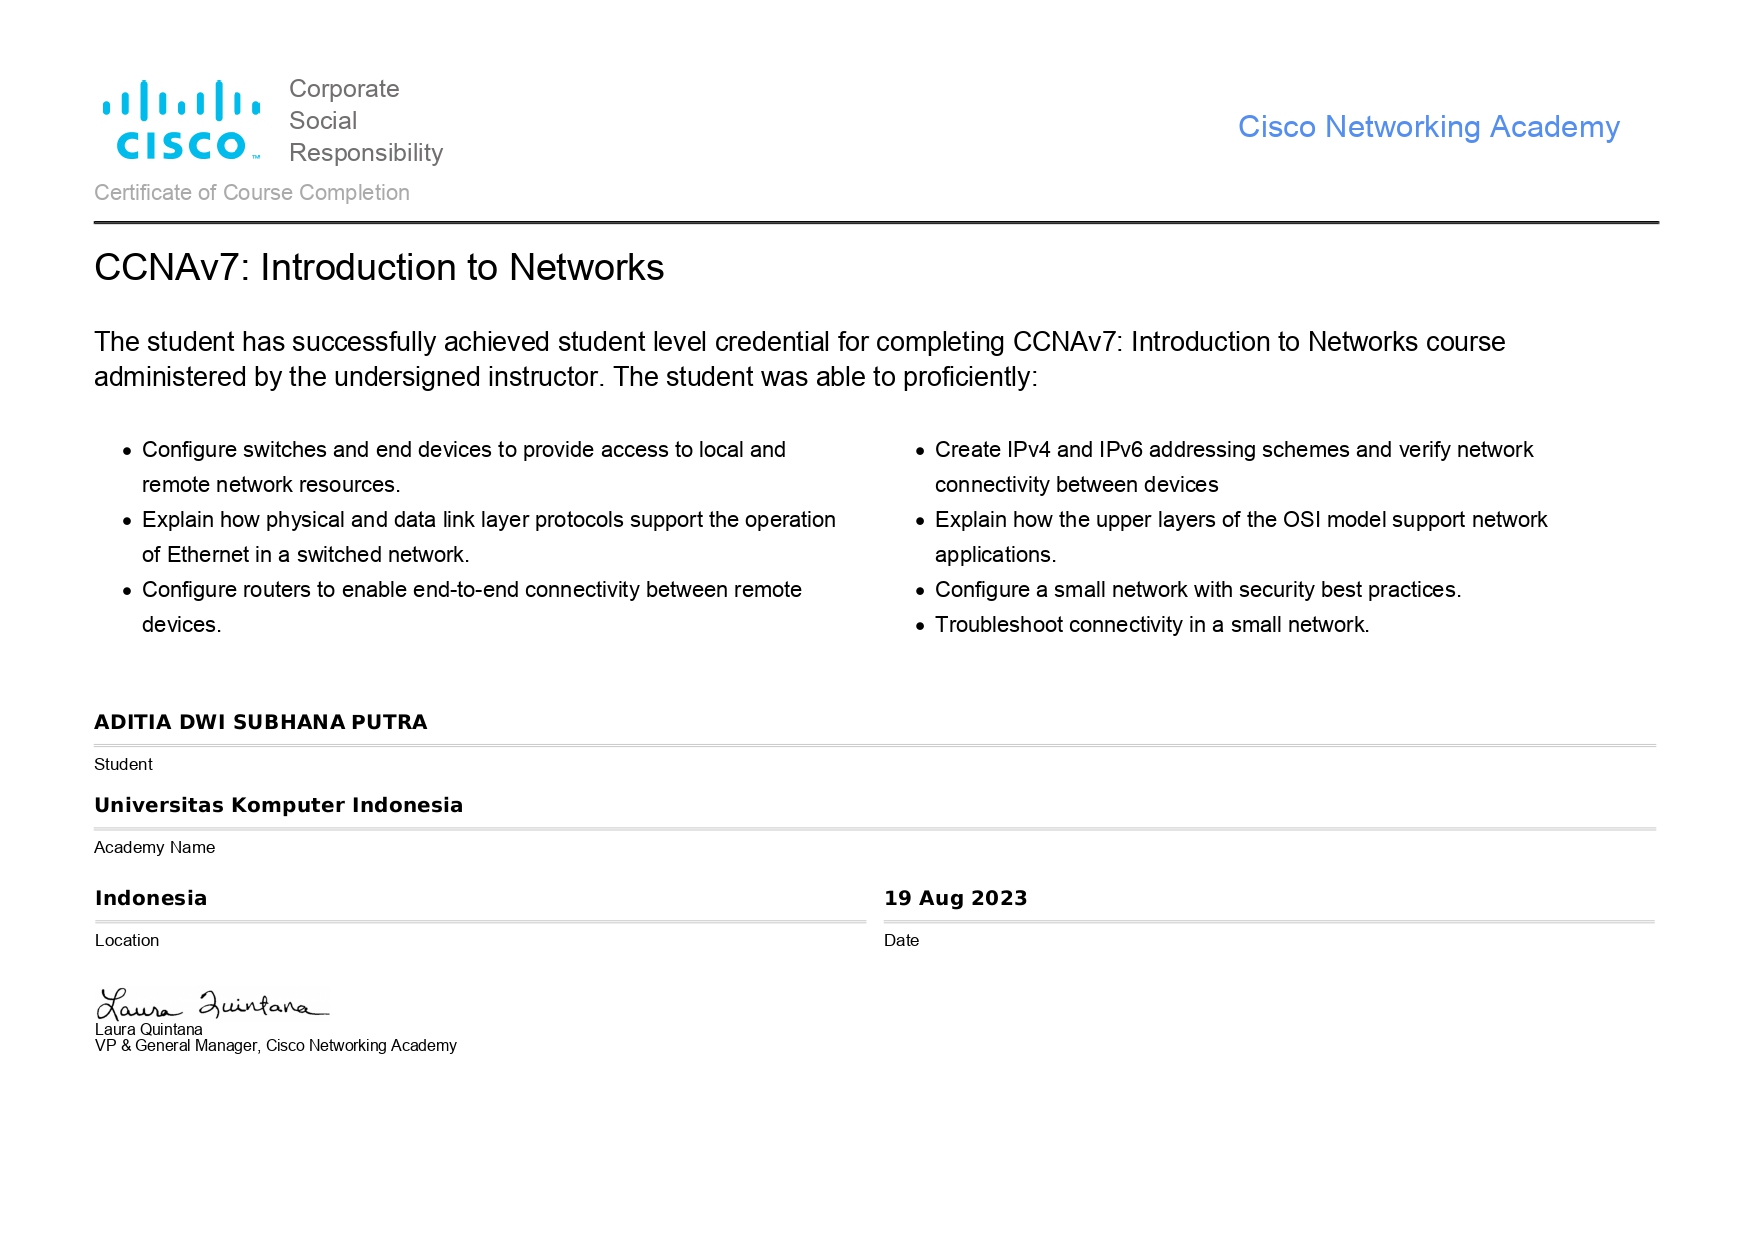 CISCO
Corporate
Social
Responsibility
Cisco Networking Academy
Certificate of Course Completion
CCNAv7: Introduction to Networks
The student has successfully achieved student level credential for completing CCNAv7: Introduction to Networks course
administered by the undersigned instructor. The student was able to proficiently:
• Configure switches and end devices to provide access to local and
remote network resources.
• Explain how physical and data link layer protocols support the operation
of Ethernet in a switched network.
• Configure routers to enable end-to-end connectivity between remote
devices.
• Create IPv4 and IPv6 addressing schemes and verify network
connectivity between devices
• Explain how the upper layers of the OSI model support network
applications.
• Configure a small network with security best practices.
• Troubleshoot connectivity in a small network.
ADITIA DWI SUBHANA PUTRA
Student
Universitas Komputer Indonesia
Academy Name
Indonesia
Location
19 Aug 2023
Date
Laura Quintana
Laura Quintana
VP & General Manager, Cisco Networking Academy